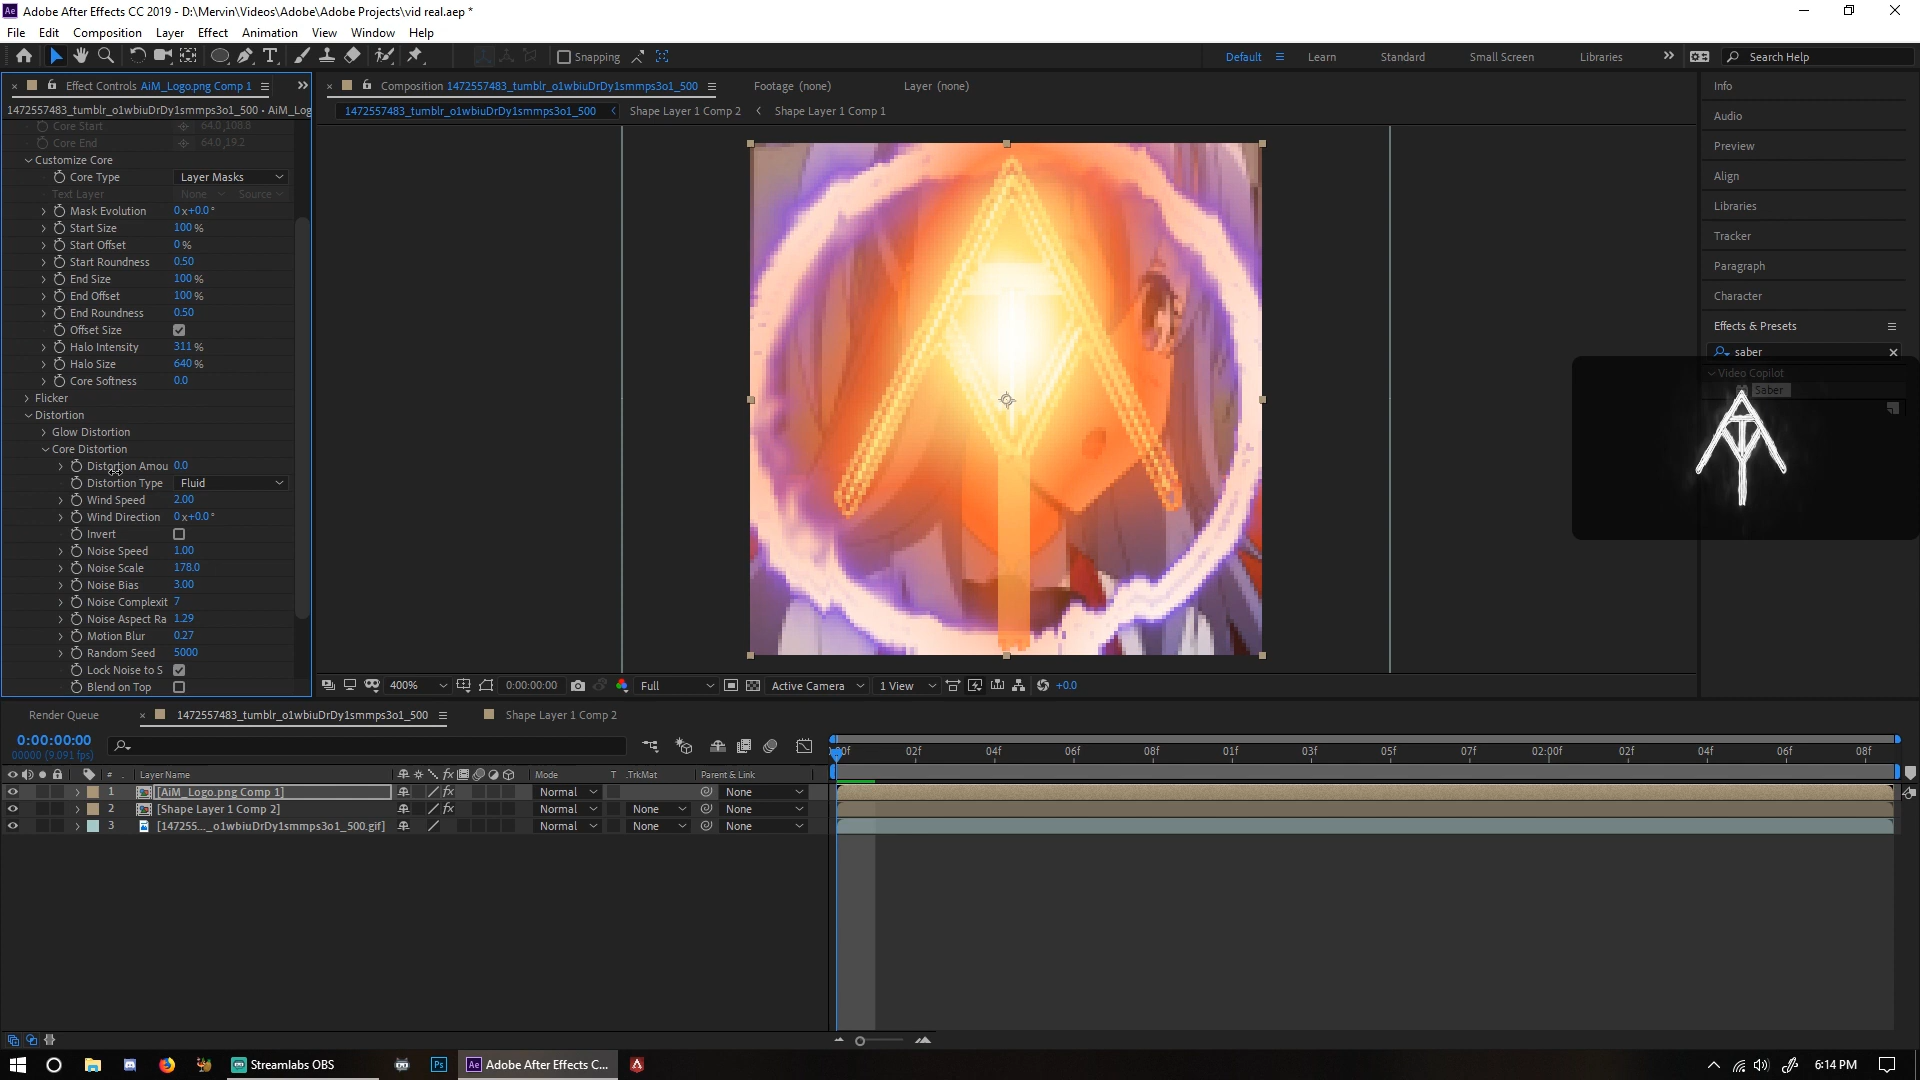 Adobe After Effects CC 2019 - D:\Mervin\Videos\Adobe\Adobe Projects\vid real.aep *
File Edit Composition Layer Effect Animation View Window Help
Snapping
Default Learn Standard Small Screen Libraries Search Help
Effect Controls AiM_Logo.png Comp 1
1472557483_tumblr_o1wbiuDrDy1smmps3o1_500 • AiM_Log
Core Start 64.0,108.8
Core End 64.0,19.2
Customize Core
Core Type Layer Masks
Text Layer None Source
Mask Evolution 0x+0.0°
Start Size 100 %
Start Offset 0 %
Start Roundness 0.50
End Size 100 %
End Offset 100 %
End Roundness 0.50
Offset Size
Halo Intensity 311 %
Halo Size 640 %
Core Softness 0.0
Flicker
Distortion
Glow Distortion
Core Distortion
Distortion Amou 0.0
Distortion Type Fluid
Wind Speed 2.00
Wind Direction 0x+0.0°
Invert
Noise Speed 1.00
Noise Scale 178.0
Noise Bias 3.00
Noise Complexit 7
Noise Aspect Ra 1.29
Motion Blur 0.27
Random Seed 5000
Lock Noise to S
Blend on Top
Composition 1472557483_tumblr_o1wbiuDrDy1smmps3o1_500
Footage (none)
Layer (none)
1472557483_tumblr_o1wbiuDrDy1smmps3o1_500 Shape Layer 1 Comp 2 Shape Layer 1 Comp 1
400% 0:00:00:00 Full Active Camera 1 View +0.0
Info
Audio
Preview
Align
Libraries
Tracker
Paragraph
Character
Effects & Presets
saber
Video Copilot
Saber
Render Queue 1472557483_tumblr_o1wbiuDrDy1smmps3o1_500 Shape Layer 1 Comp 2
0:00:00:00
00000 (9.091 fps)
:00f 02f 04f 06f 08f 01f 03f 05f 07f 02:00f 02f 04f 06f 08f
# Layer Name Mode T .TrkMat Parent & Link
1 [AiM_Logo.png Comp 1] Normal None
2 [Shape Layer 1 Comp 2] Normal None None
3 [147255..._o1wbiuDrDy1smmps3o1_500.gif] Normal None None
Streamlabs OBS Ps Ae Adobe After Effects C... 6:14 PM